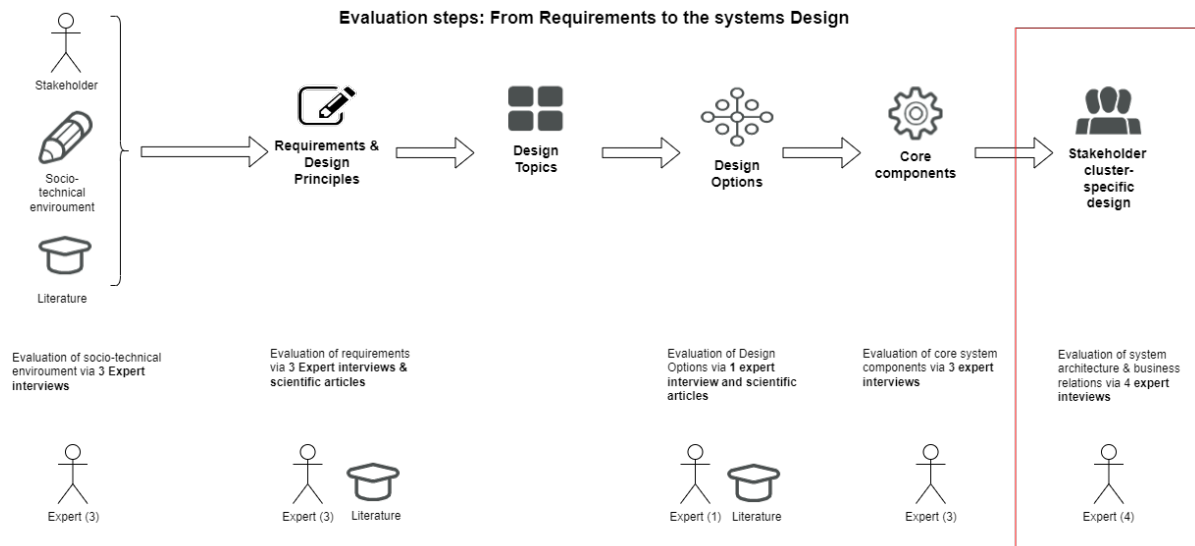 Evaluation steps: From Requirements to the systems Design
Stakeholder
Socio-
technical
enviroument
Literature
Requirements &
Design
Principles
Design
Topics
Design
Options
Core
components
Stakeholder
cluster-
specific
design
Evaluation of socio-technical
enviroument via 3 Expert
interviews
Evaluation of requirements
via 3 Expert interviews &
scientific articles
Evaluation of Design
Options via 1 expert
interview and scientific
articles
Evaluation of core system
components via 3 expert
interviews
Evaluation of system
architecture & business
relations via 4 expert
inteviews
Expert (3)
Expert (3)
Literature
Expert (1)
Literature
Expert (3)
Expert (4)